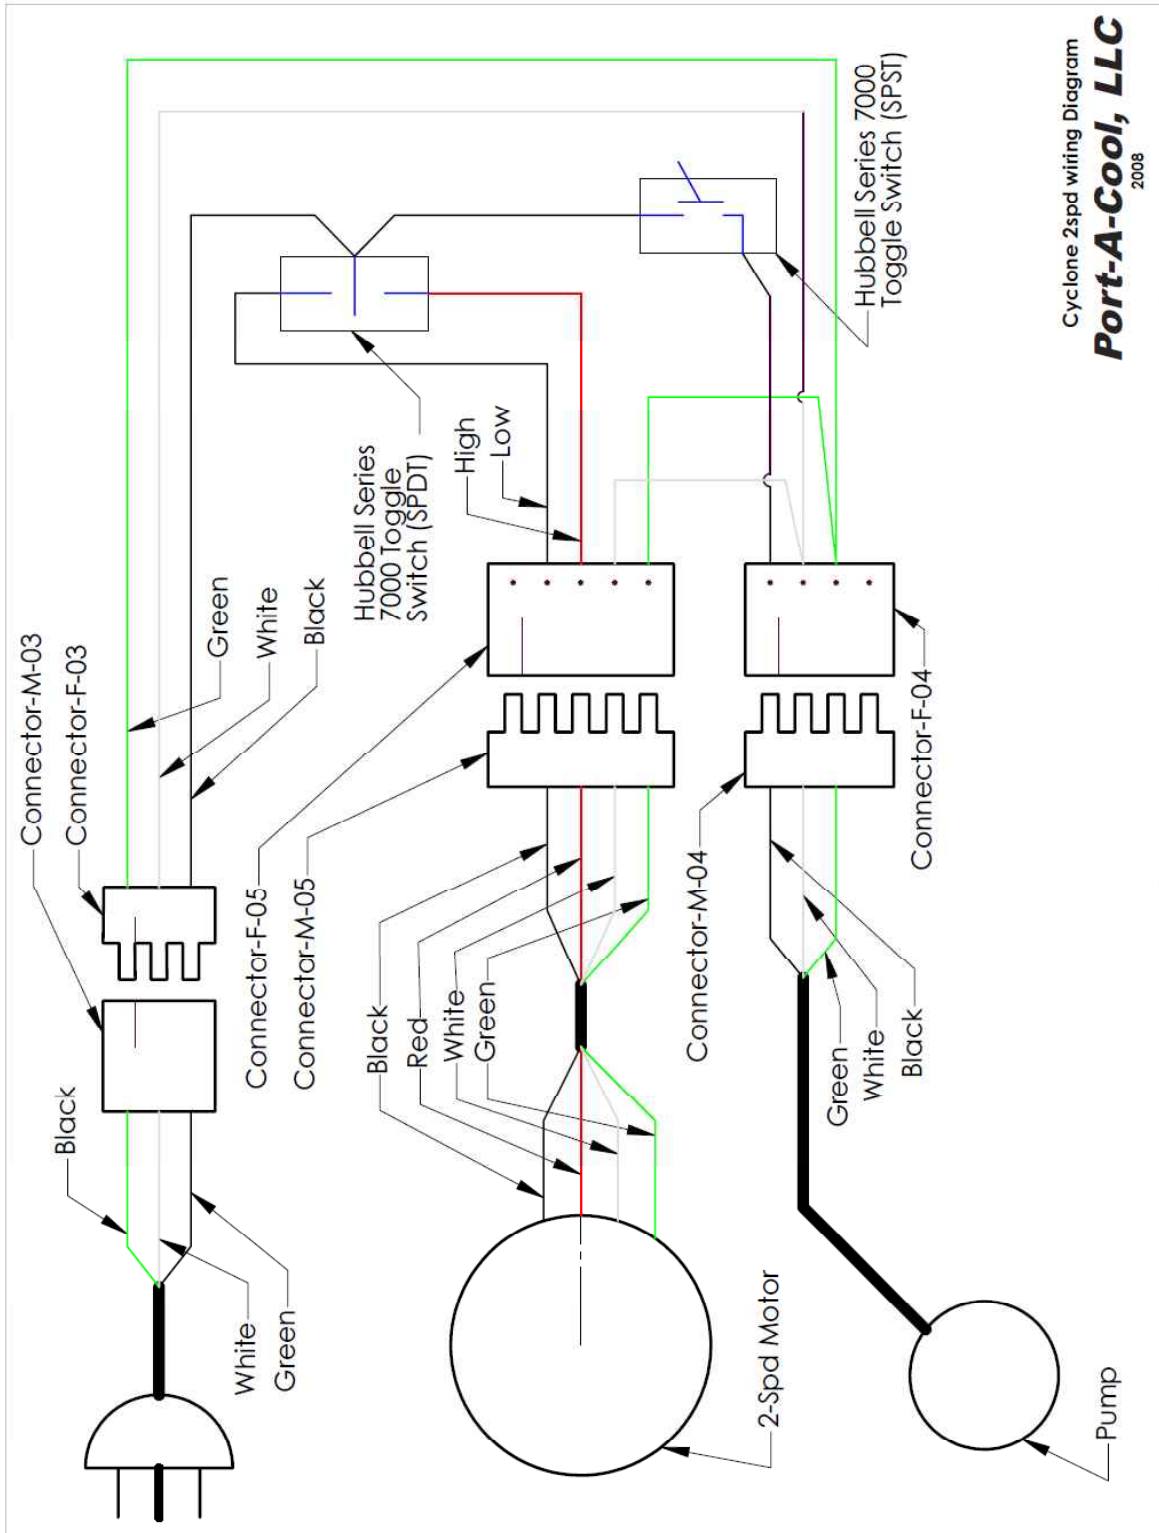 Cyclone 2spd wiring Diagram
Port-A-Cool, LLC
2008
Connector-M-03
Connector-F-03
Green
White
Black
Hubbell Series
7000 Toggle
Switch (SPDT)
High
Low
Hubbell Series 7000
Toggle Switch (SPST)
Black
White
Green
Connector-F-05
Connector-M-05
Black
Red
White
Green
Connector-M-04
Connector-F-04
Green
White
Black
2-Spd Motor
Pump